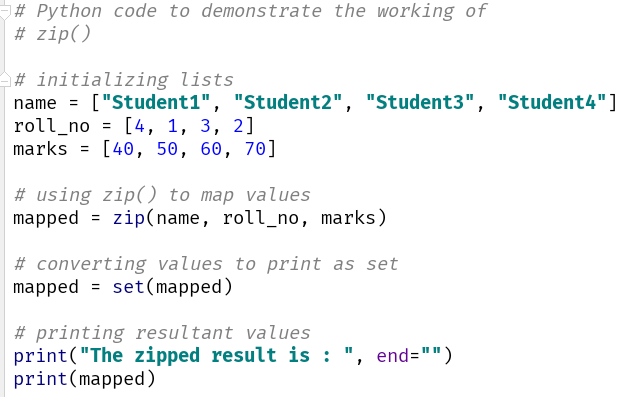 # Python code to demonstrate the working of
# zip()
# initializing lists
name = ["Student1", "Student2", "Student3", "Student4"]
roll_no = [4, 1, 3, 2]
marks = [40, 50, 60, 70]
# using zip() to map values
mapped = zip(name, roll_no, marks)
# converting values to print as set
mapped = set(mapped)
# printing resultant values
print("The zipped result is : ", end="")
print(mapped)